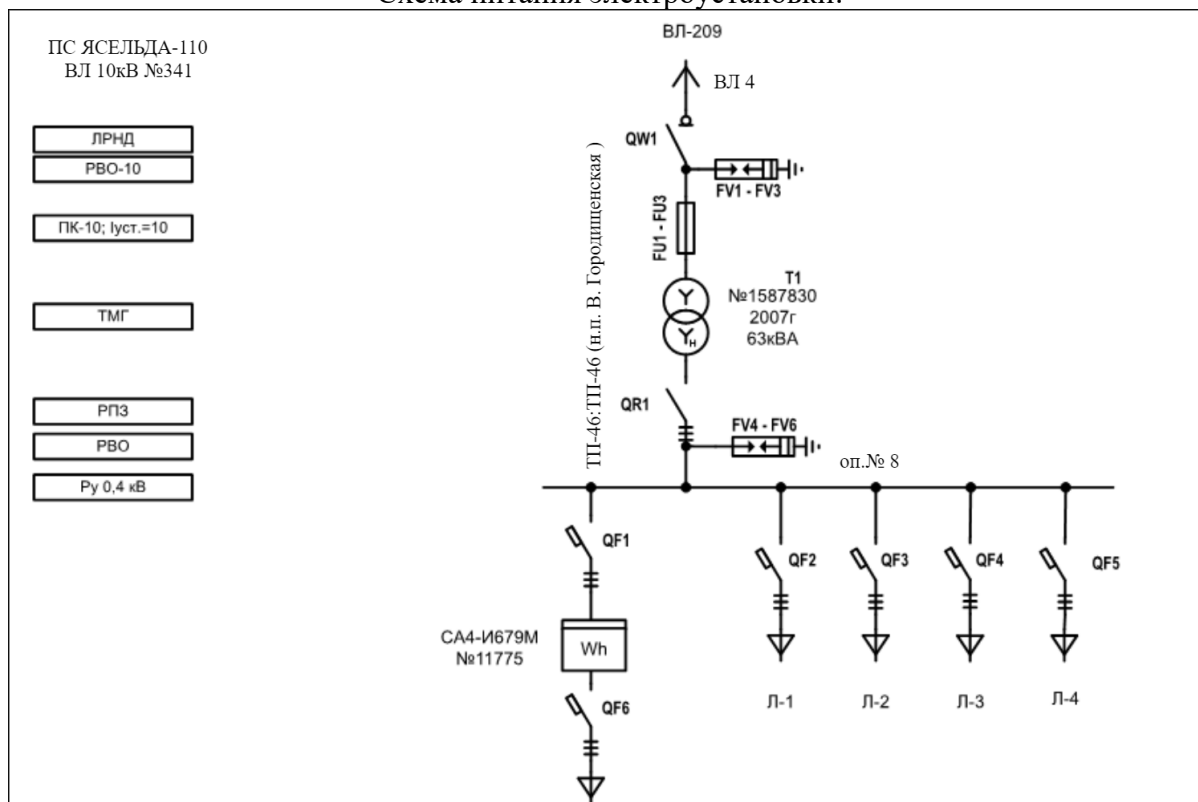 Схема питания электроустановки.
ПС ЯСЕЛЬДА-110
ВЛ 10кВ №341
ЛРНД
РВО-10
ПК-10; Iуст.=10
ТМГ
РПЗ
РВО
Ру 0,4 кВ
ВЛ-209
ВЛ 4
QW1
FV1 - FV3
FU1 - FU3
Т1
№1587830
2007г
63кВА
Y
Yн
ТП-46:ТП-46 (н.п. В. Городищенская )
QR1
FV4 - FV6
оп.№ 8
QF1
QF2
QF3
QF4
QF5
СА4-И679М
№11775
Wh
QF6
Л-1
Л-2
Л-3
Л-4